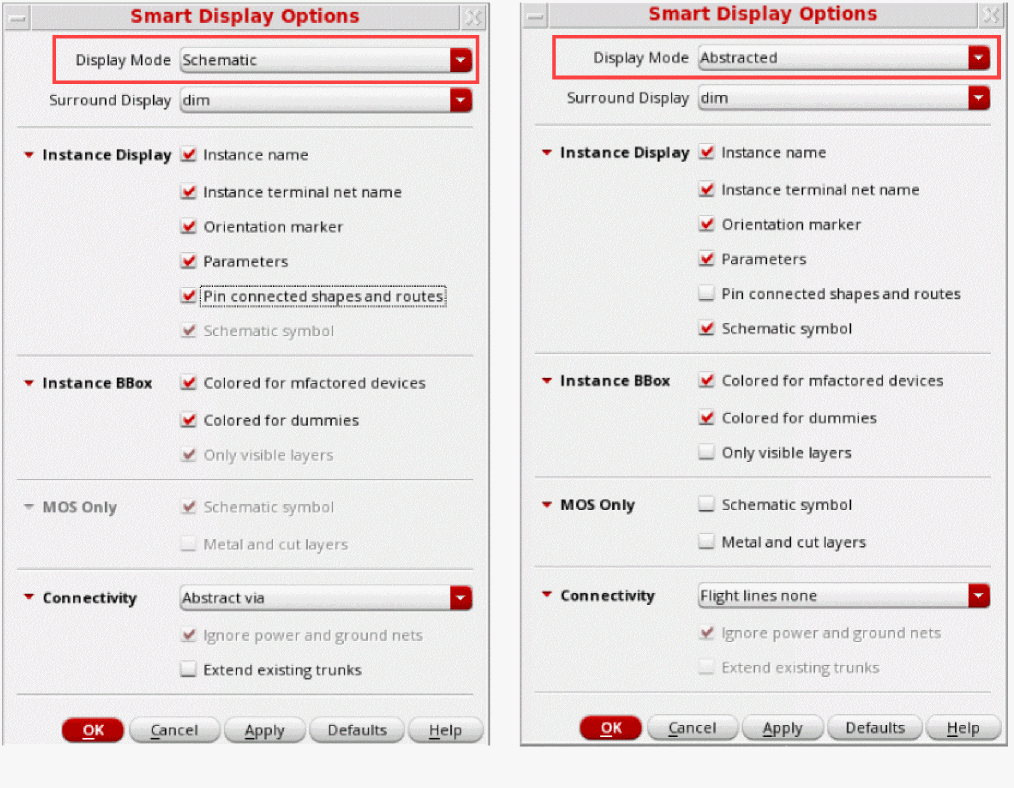 Smart Display Options
Display Mode Schematic
Surround Display dim
Instance Display Instance name
Instance terminal net name
Orientation marker
Parameters
Pin connected shapes and routes
Schematic symbol
Instance BBox Colored for mfactored devices
Colored for dummies
Only visible layers
MOS Only Schematic symbol
Metal and cut layers
Connectivity Abstract via
Ignore power and ground nets
Extend existing trunks
OK Cancel Apply Defaults Help
Smart Display Options
Display Mode Abstracted
Surround Display dim
Instance Display Instance name
Instance terminal net name
Orientation marker
Parameters
Pin connected shapes and routes
Schematic symbol
Instance BBox Colored for mfactored devices
Colored for dummies
Only visible layers
MOS Only Schematic symbol
Metal and cut layers
Connectivity Flight lines none
Ignore power and ground nets
Extend existing trunks
OK Cancel Apply Defaults Help